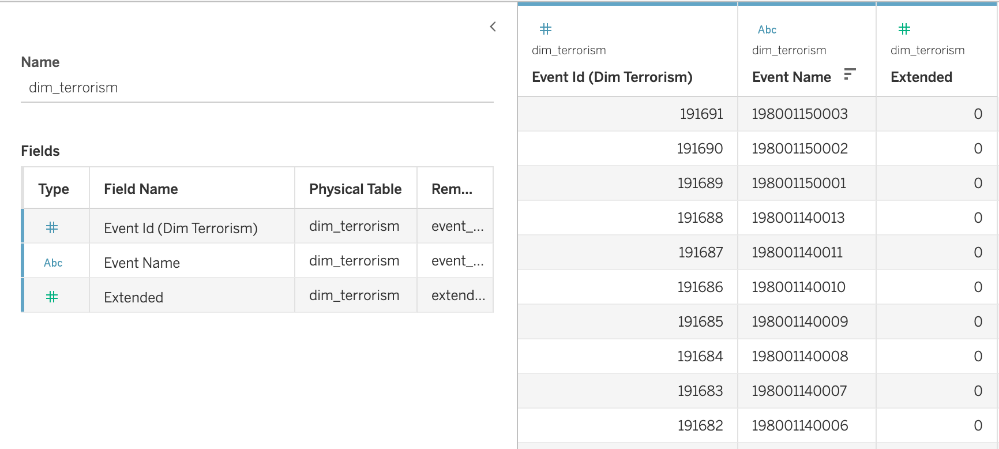 Name
dim_terrorism
Fields
Type Field Name Physical Table Rem...
# Event Id (Dim Terrorism) dim_terrorism event_...
Abc Event Name dim_terrorism event_...
# Extended dim_terrorism extend...
# Abc #
dim_terrorism dim_terrorism dim_terrorism
Event Id (Dim Terrorism) Event Name Extended
191691 198001150003 0
191690 198001150002 0
191689 198001150001 0
191688 198001140013 0
191687 198001140011 0
191686 198001140010 0
191685 198001140009 0
191684 198001140008 0
191683 198001140007 0
191682 198001140006 0